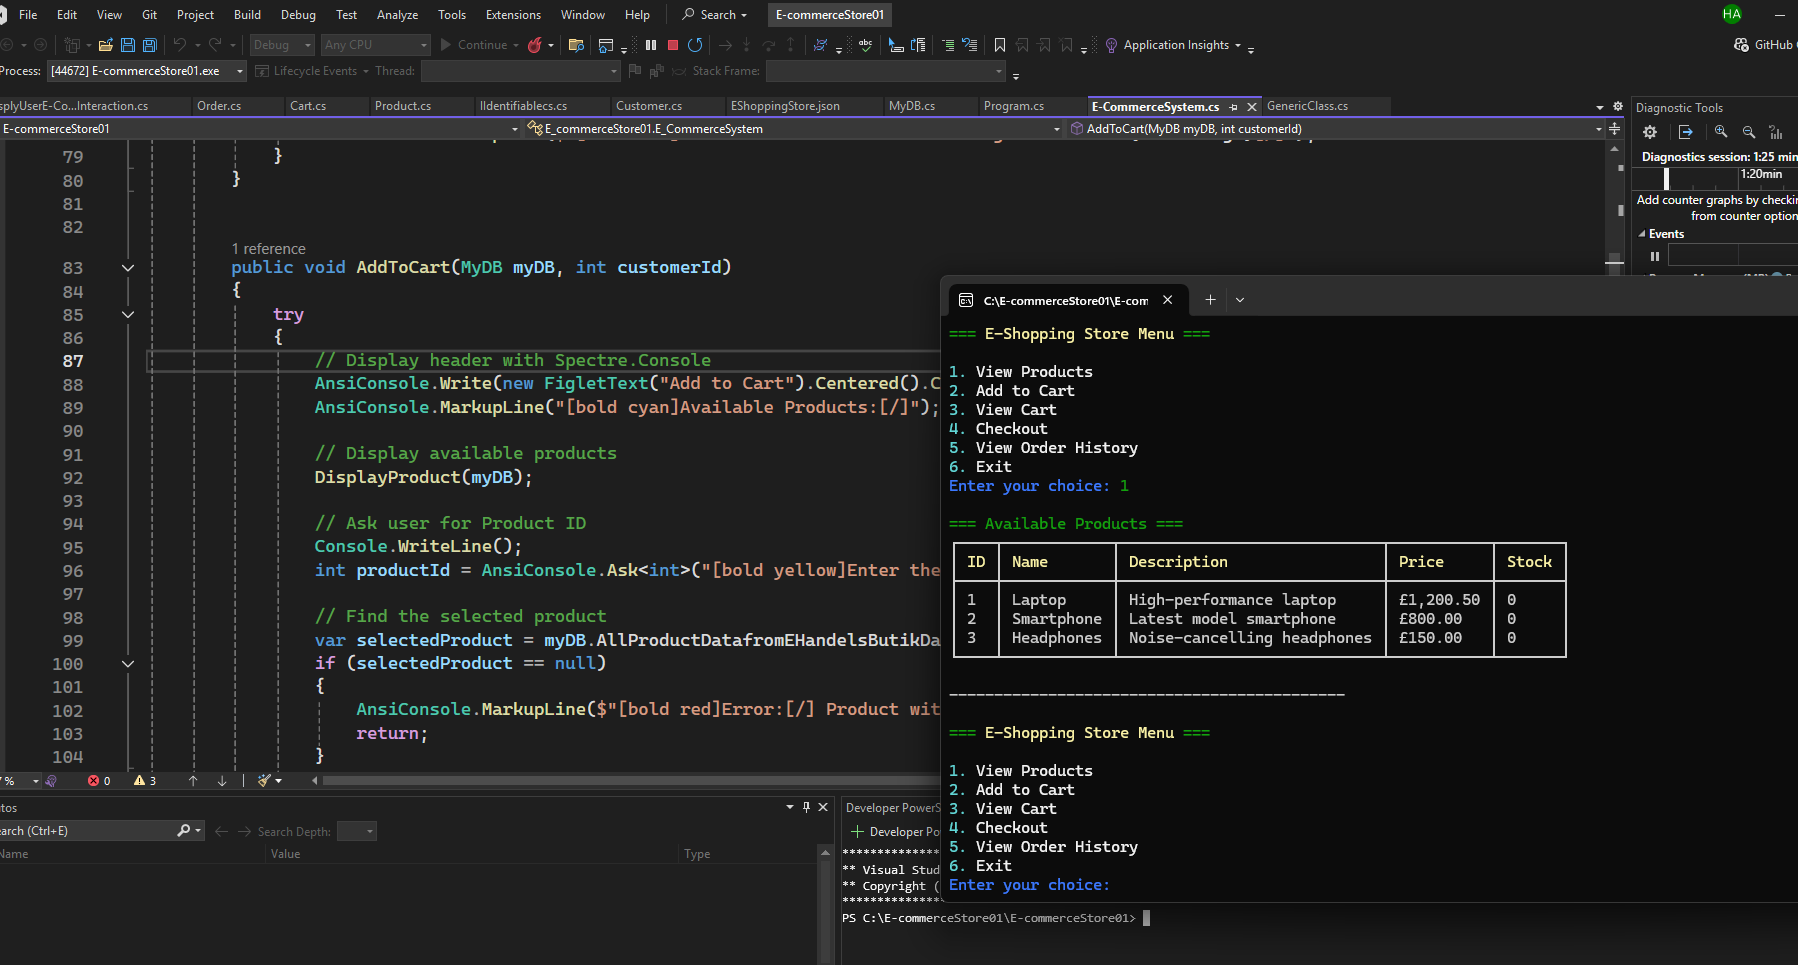 File Edit View Git Project Build Debug Test Analyze Tools Extensions Window Help Search E-commerceStore01 HA
Debug Any CPU Continue Application Insights GitHub
Process: [44672] E-commerceStore01.exe Lifecycle Events Thread: Stack Frame:
splyUserE-Co...Interaction.cs Order.cs Cart.cs Product.cs IIdentifiablecs.cs Customer.cs EShoppingStore.json MyDB.cs Program.cs E-CommerceSystem.cs GenericClass.cs
E-commerceStore01 E_commerceStore01.E_CommerceSystem AddToCart(MyDB myDB, int customerId)
79 }
80 }
81
82
1 reference
83 public void AddToCart(MyDB myDB, int customerId)
84 {
85 try
86 {
87 // Display header with Spectre.Console
88 AnsiConsole.Write(new FigletText("Add to Cart").Centered().C
89 AnsiConsole.MarkupLine("[bold cyan]Available Products:[/]");
90
91 // Display available products
92 DisplayProduct(myDB);
93
94 // Ask user for Product ID
95 Console.WriteLine();
96 int productId = AnsiConsole.Ask<int>("[bold yellow]Enter the
97
98 // Find the selected product
99 var selectedProduct = myDB.AllProductDatafromEHandelsButikDa
100 if (selectedProduct == null)
101 {
102 AnsiConsole.MarkupLine($"[bold red]Error:[/] Product wit
103 return;
104 }
7 % 0 3
Diagnostic Tools
Diagnostics session: 1:25 min
1:20min
Add counter graphs by checkin
from counter option
Events
C:\E-commerceStore01\E-com
=== E-Shopping Store Menu ===
1. View Products
2. Add to Cart
3. View Cart
4. Checkout
5. View Order History
6. Exit
Enter your choice: 1
=== Available Products ===
ID Name Description Price Stock
1 Laptop High-performance laptop £1,200.50 0
2 Smartphone Latest model smartphone £800.00 0
3 Headphones Noise-cancelling headphones £150.00 0
____________________________________________
=== E-Shopping Store Menu ===
1. View Products
2. Add to Cart
3. View Cart
4. Checkout
5. View Order History
6. Exit
Enter your choice:
tos
earch (Ctrl+E) Search Depth:
Name Value Type
Developer PowerS
Developer Po
**************
** Visual Stud
** Copyright (
**************
PS C:\E-commerceStore01\E-commerceStore01>